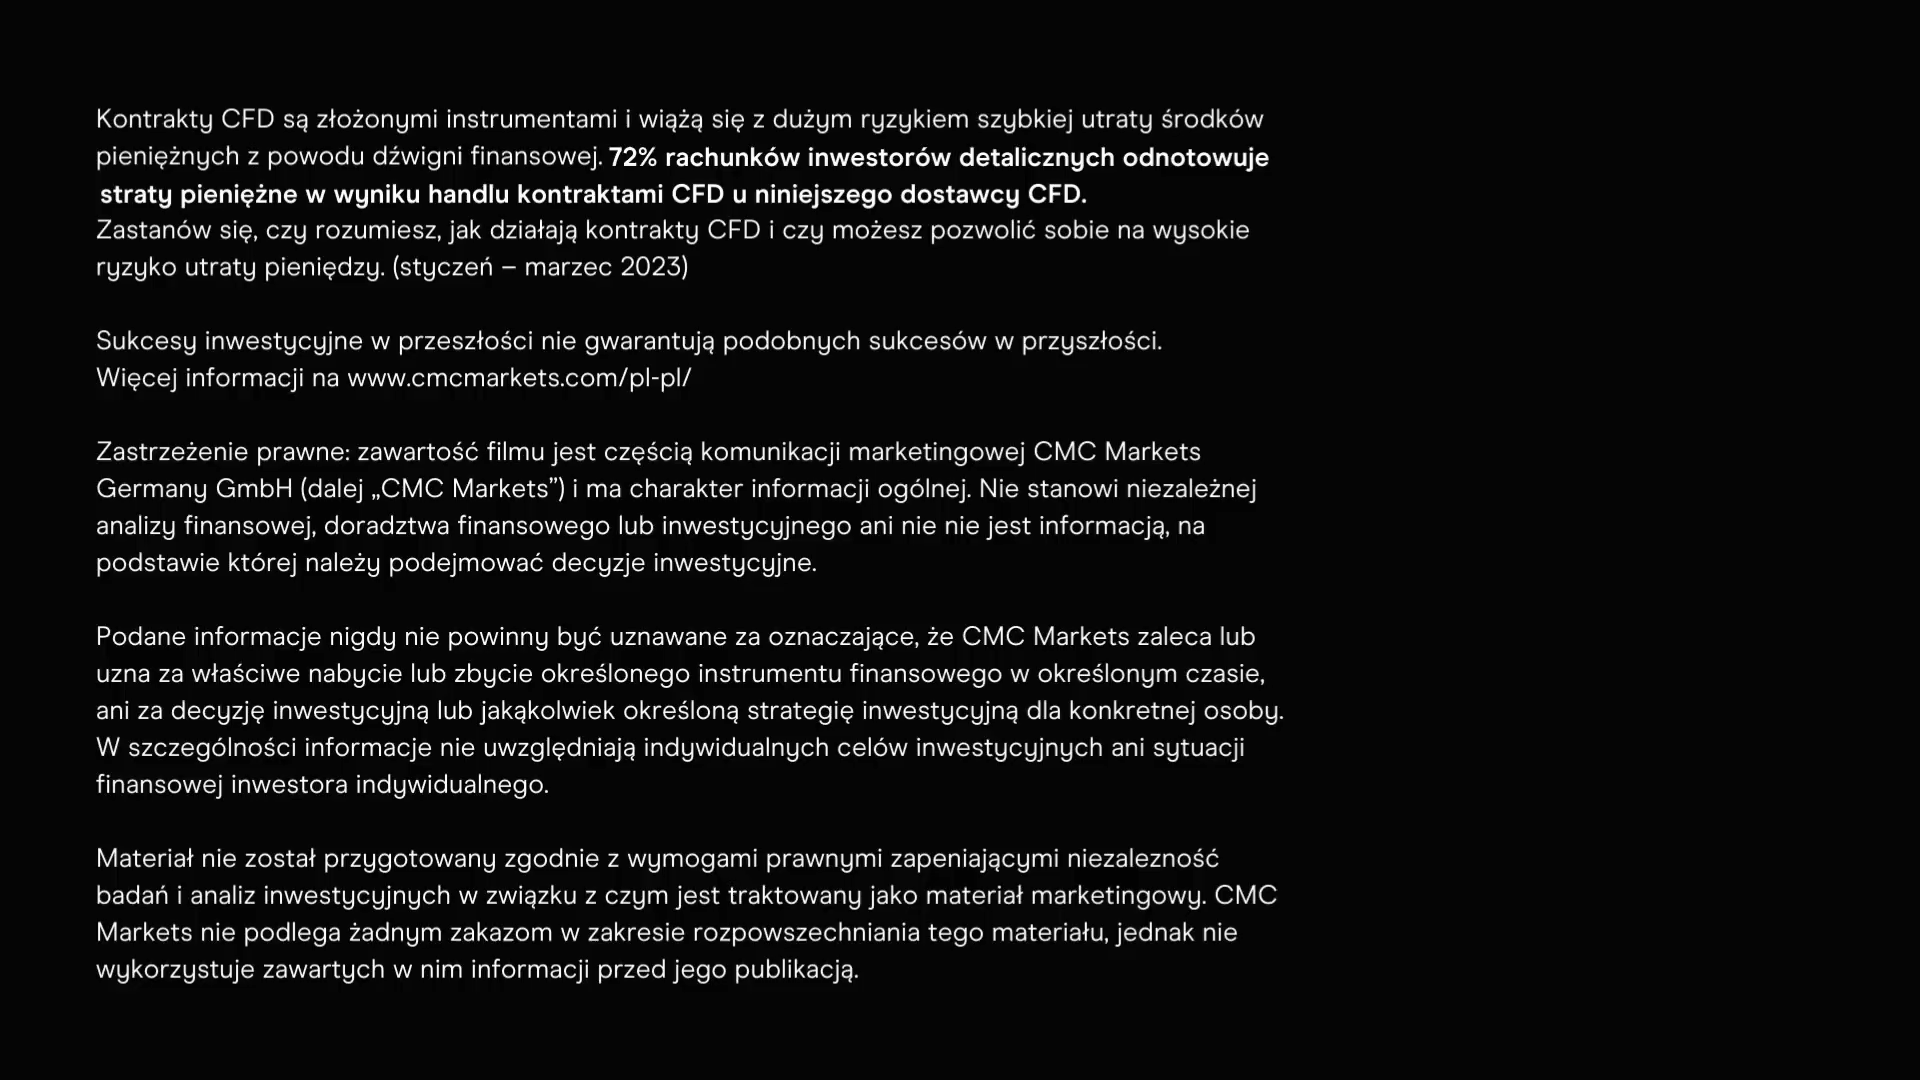 Kontrakty CFD są złożonymi instrumentami i wiążą się z dużym ryzykiem szybkiej utraty środków
pieniężnych z powodu dźwigni finansowej. 72% rachunków inwestorów detalicznych odnotowuje
straty pieniężne w wyniku handlu kontraktami CFD u niniejszego dostawcy CFD.
Zastanów się, czy rozumiesz, jak działają kontrakty CFD i czy możesz pozwolić sobie na wysokie
ryzyko utraty pieniędzy. (styczeń – marzec 2023)
Sukcesy inwestycyjne w przeszłości nie gwarantują podobnych sukcesów w przyszłości.
Więcej informacji na www.cmcmarkets.com/pl-pl/
Zastrzeżenie prawne: zawartość filmu jest częścią komunikacji marketingowej CMC Markets
Germany GmbH (dalej „CMC Markets”) i ma charakter informacji ogólnej. Nie stanowi niezależnej
analizy finansowej, doradztwa finansowego lub inwestycyjnego ani nie nie jest informacją, na
podstawie której należy podejmować decyzje inwestycyjne.
Podane informacje nigdy nie powinny być uznawane za oznaczające, że CMC Markets zaleca lub
uzna za właściwe nabycie lub zbycie określonego instrumentu finansowego w określonym czasie,
ani za decyzję inwestycyjną lub jakąkolwiek określoną strategię inwestycyjną dla konkretnej osoby.
W szczególności informacje nie uwzględniają indywidualnych celów inwestycyjnych ani sytuacji
finansowej inwestora indywidualnego.
Materiał nie został przygotowany zgodnie z wymogami prawnymi zapeniającymi niezalezność
badań i analiz inwestycyjnych w związku z czym jest traktowany jako materiał marketingowy. CMC
Markets nie podlega żadnym zakazom w zakresie rozpowszechniania tego materiału, jednak nie
wykorzystuje zawartych w nim informacji przed jego publikacją.